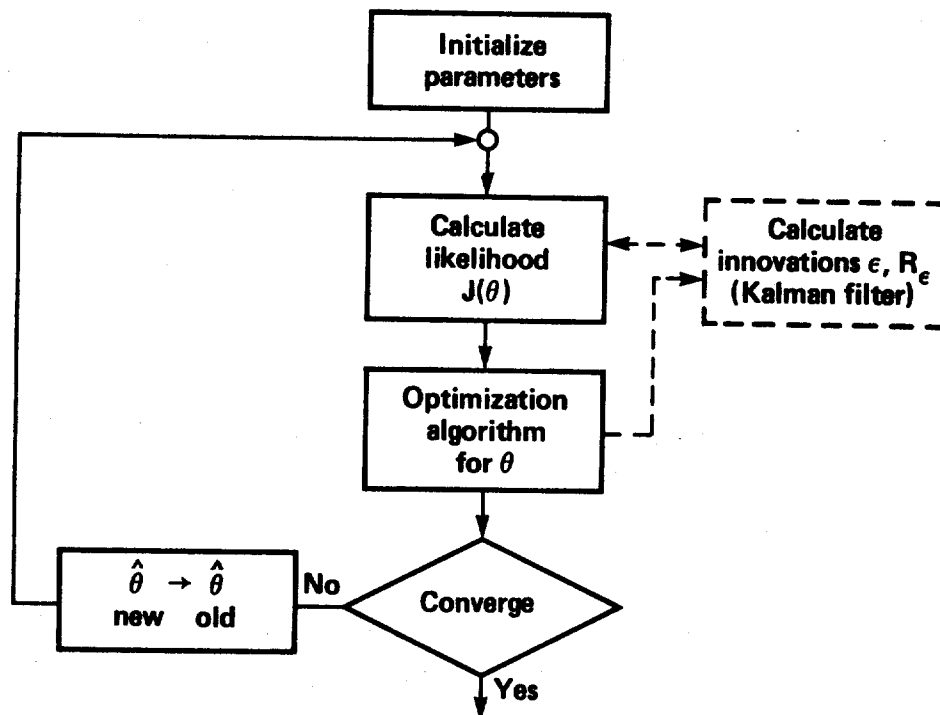 Initialize
parameters
Calculate
likelihood
J(θ)
Calculate
innovations ϵ, R_ϵ
(Kalman filter)
Optimization
algorithm
for θ
θ̂ → θ̂
new old
No
Converge
Yes